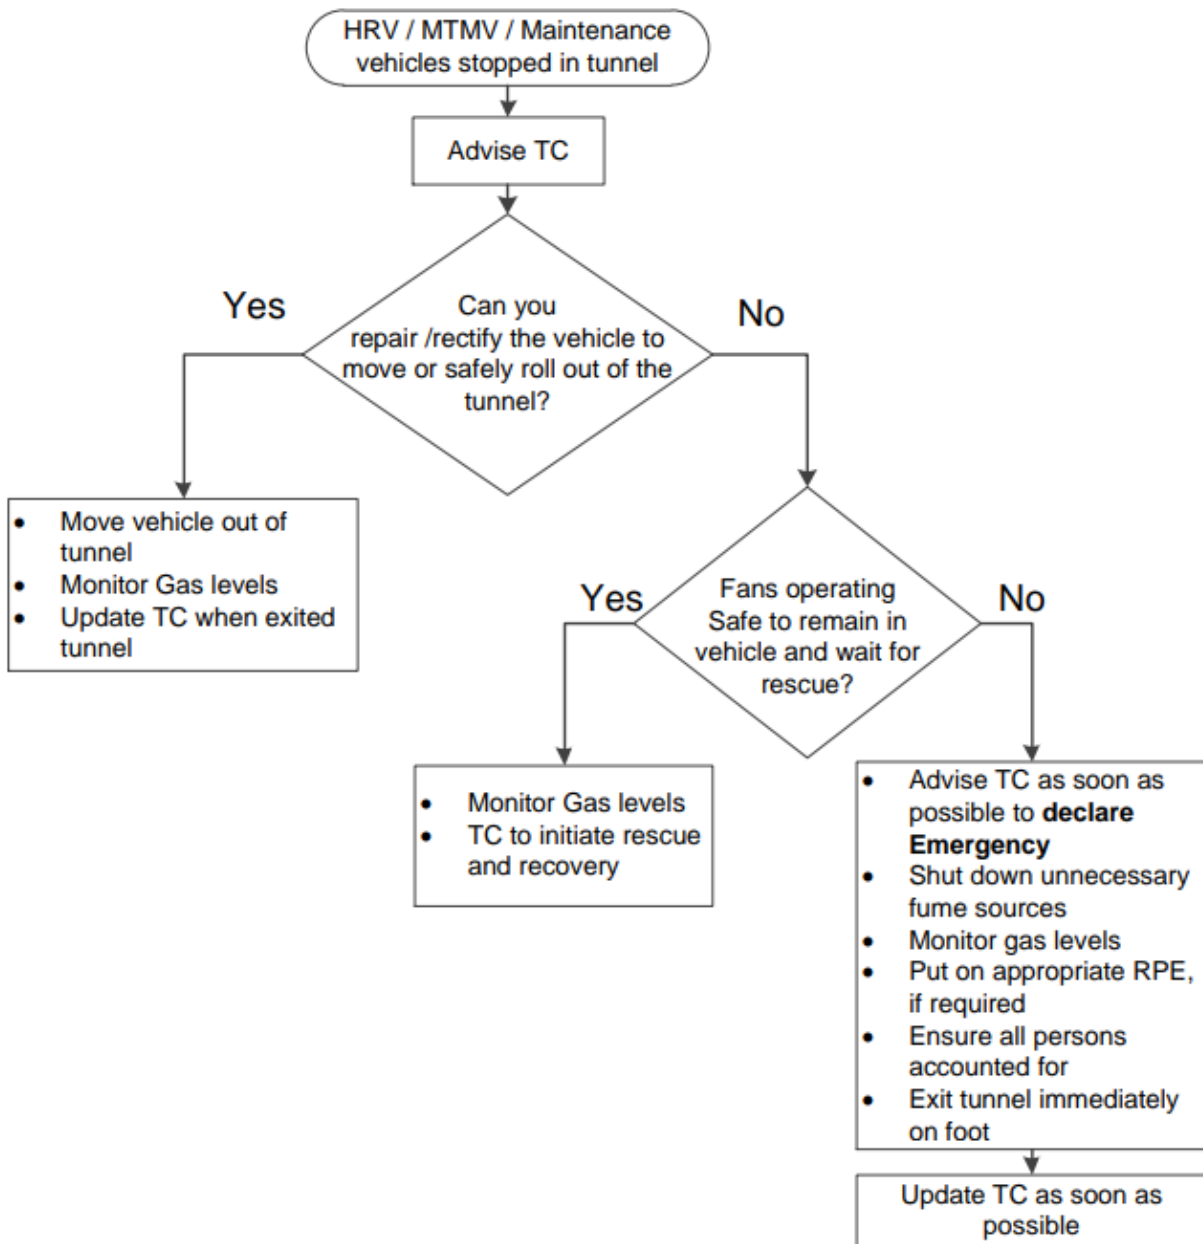 HRV / MTMV / Maintenance
vehicles stopped in tunnel
Advise TC
Can you
repair /rectify the vehicle to
move or safely roll out of the
tunnel?
Yes
No
• Move vehicle out of
tunnel
• Monitor Gas levels
• Update TC when exited
tunnel
Fans operating
Safe to remain in
vehicle and wait for
rescue?
Yes
No
• Monitor Gas levels
• TC to initiate rescue
and recovery
• Advise TC as soon as
possible to declare
Emergency
• Shut down unnecessary
fume sources
• Monitor gas levels
• Put on appropriate RPE,
if required
• Ensure all persons
accounted for
• Exit tunnel immediately
on foot
Update TC as soon as
possible